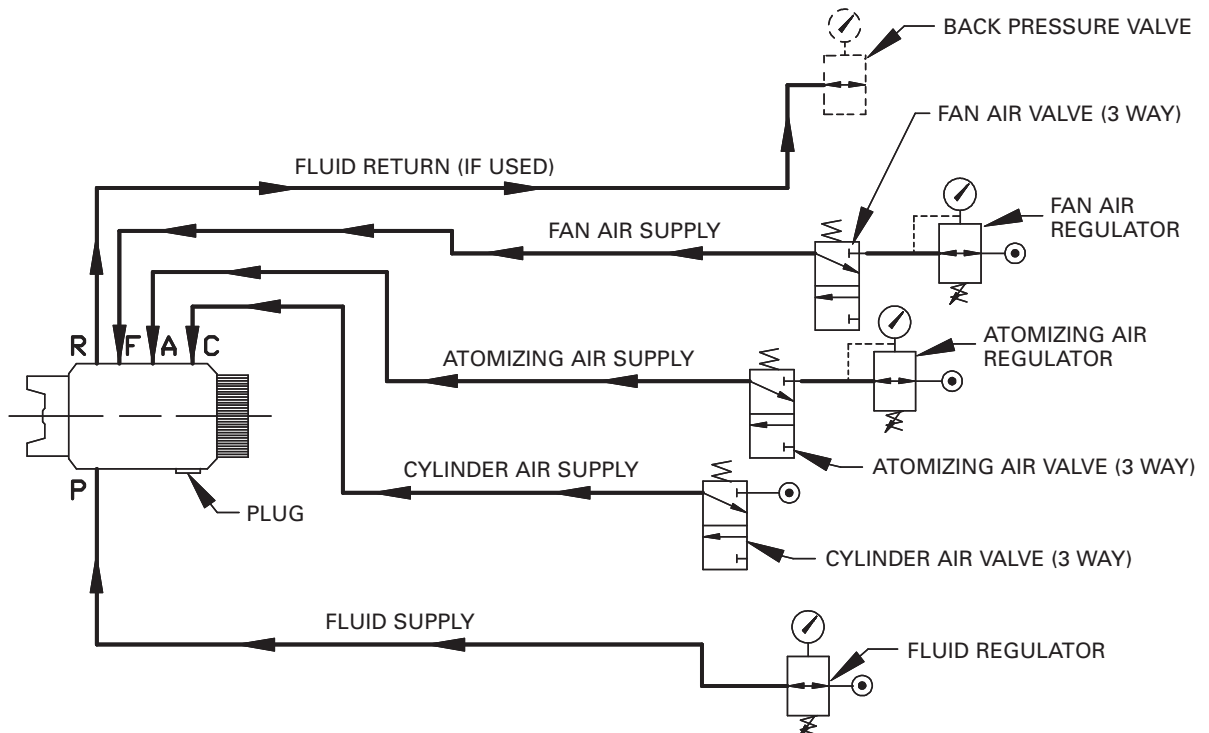 BACK PRESSURE VALVE
FAN AIR VALVE (3 WAY)
FLUID RETURN (IF USED)
FAN AIR SUPPLY
FAN AIR
REGULATOR
R F A C
ATOMIZING AIR SUPPLY
ATOMIZING AIR
REGULATOR
CYLINDER AIR SUPPLY
ATOMIZING AIR VALVE (3 WAY)
P
PLUG
CYLINDER AIR VALVE (3 WAY)
FLUID SUPPLY
FLUID REGULATOR